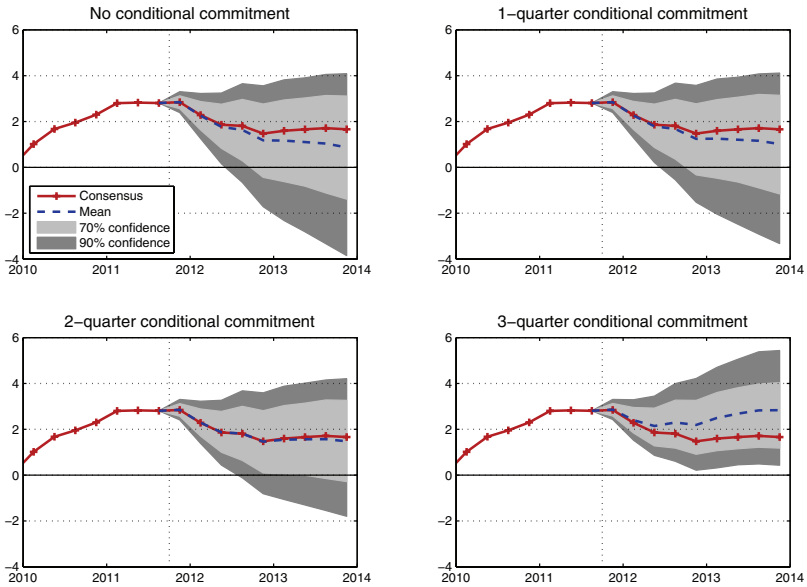 No conditional commitment
6
4
2
0
−2
−4
Consensus
Mean
70% confidence
90% confidence
2010 2011 2012 2013 2014
1−quarter conditional commitment
6
4
2
0
−2
−4
2010 2011 2012 2013 2014
2−quarter conditional commitment
6
4
2
0
−2
−4
2010 2011 2012 2013 2014
3−quarter conditional commitment
6
4
2
0
−2
−4
2010 2011 2012 2013 2014